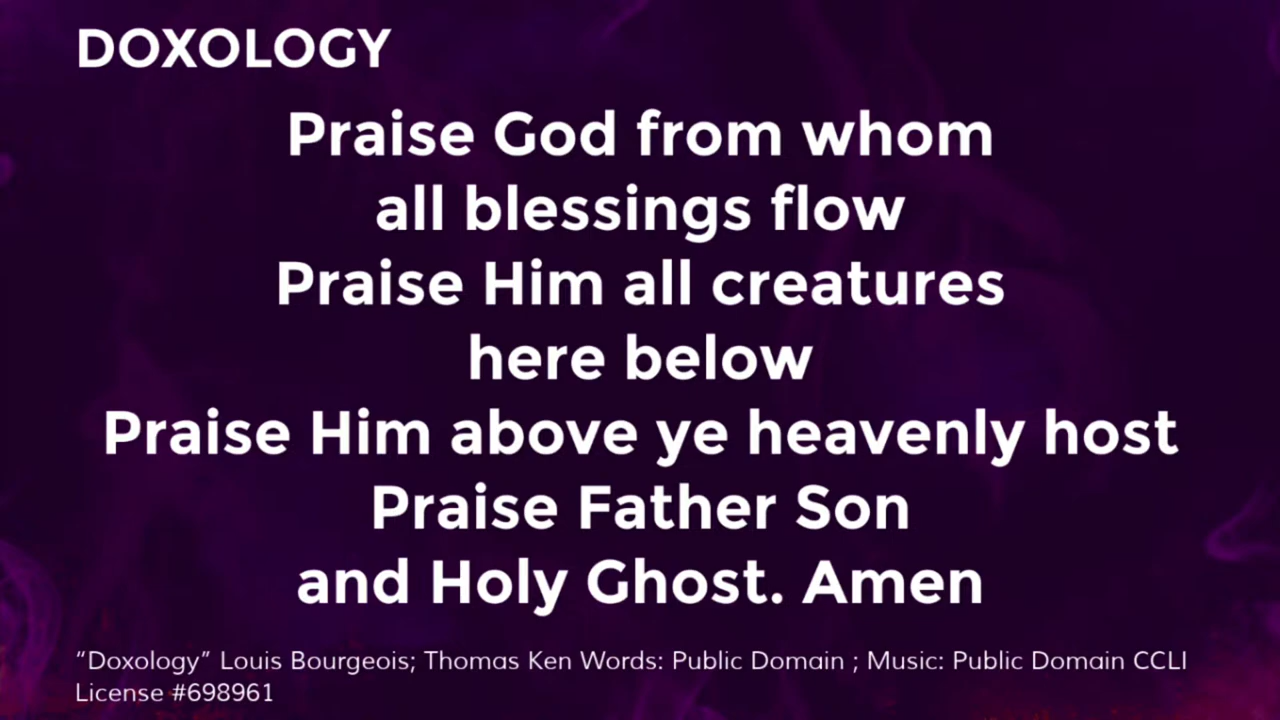 DOXOLOGY
Praise God from whom
all blessings flow
Praise Him all creatures
here below
Praise Him above ye heavenly host
Praise Father Son
and Holy Ghost. Amen
“Doxology” Louis Bourgeois; Thomas Ken Words: Public Domain ; Music: Public Domain CCLI
License #698961